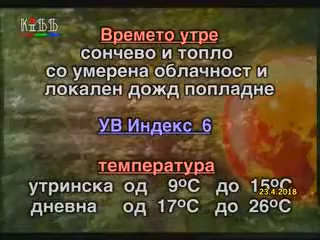 К|ББ
Времето утре
сончево и топло
со умерена облачност и
локален дожд попладне
УВ Индекс 6
температура
утринска од 9ºC до 15ºC
23.4.2018
дневна од 17ºC до 26ºC